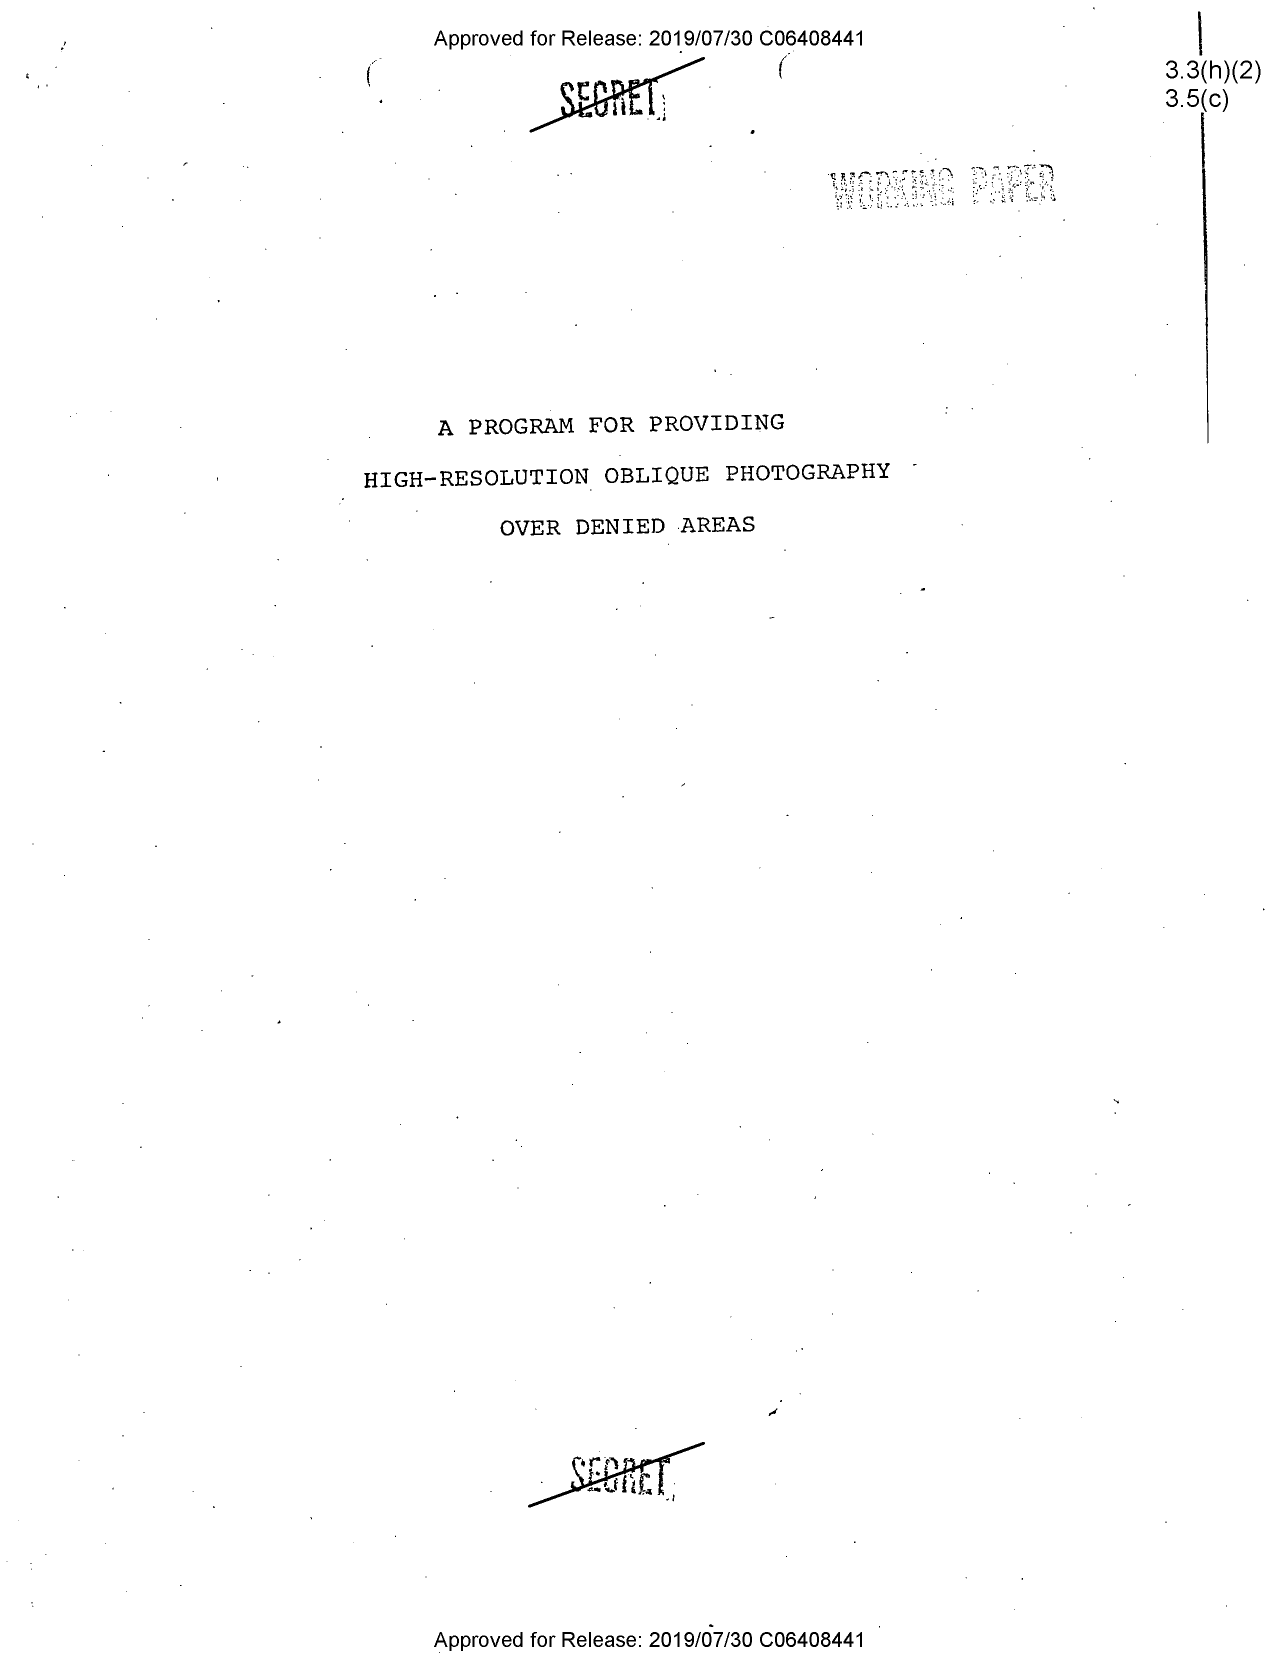 Approved for Release: 2019/07/30 C06408441
3.3(h)(2)
3.5(c)
SECRET
WORKING PAPER
A PROGRAM FOR PROVIDING
HIGH-RESOLUTION OBLIQUE PHOTOGRAPHY
OVER DENIED AREAS
SECRET
Approved for Release: 2019/07/30 C06408441